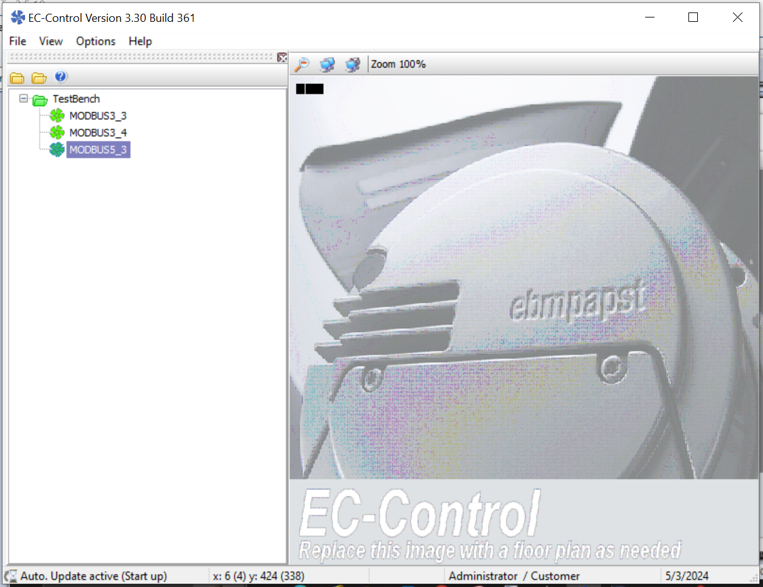 EC-Control Version 3.30 Build 361
File View Options Help
Zoom 100%
TestBench
MODBUS3_3
MODBUS3_4
MODBUS5_3
ebmpapst
EC-Control
Replace this image with a floor plan as needed
Auto. Update active (Start up) x: 6 (4) y: 424 (338) Administrator / Customer 5/3/2024